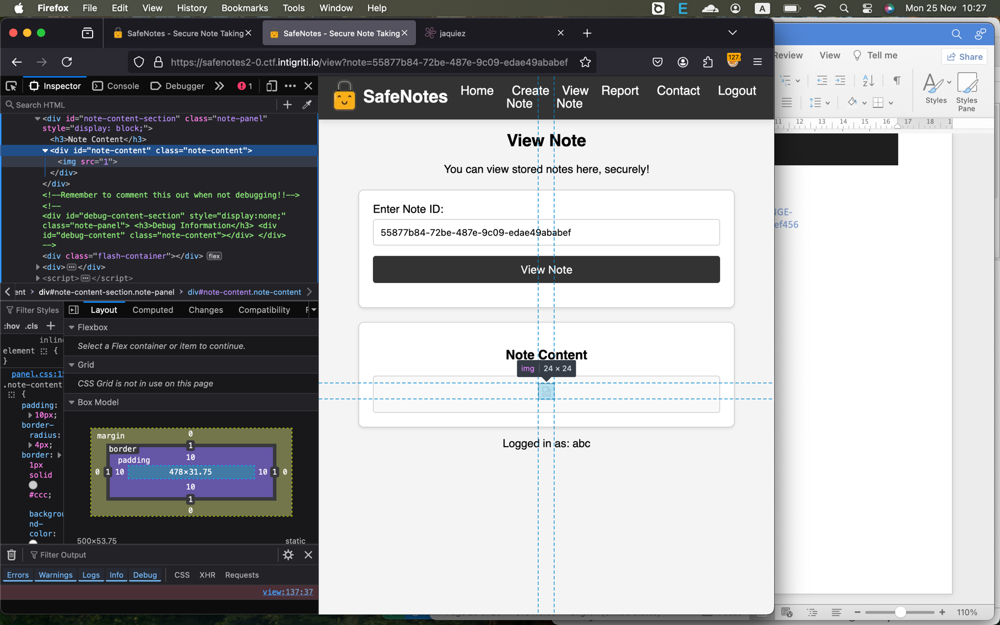 Firefox File Edit View History Bookmarks Tools Window Help
E A Mon 25 Nov 10:27
SafeNotes - Secure Note Taking
SafeNotes - Secure Note Taking
jaquiez
https://safenotes2-0.ctf.intigriti.io/view?note=55877b84-72be-487e-9c09-edae49ababef
127.
Inspector Console Debugger 1
Search HTML
<div id="note-content-section" class="note-panel"
style="display: block;">
<h3>Note Content</h3>
<div id="note-content" class="note-content">
<img src="1">
</div>
</div>
<!--Remember to comment this out when not debugging!!-->
<!--
<div id="debug-content-section" style="display:none;"
class="note-panel"> <h3>Debug Information</h3> <div
id="debug-content" class="note-content"></div> </div>
-->
<div class="flash-container"></div> flex
<div> </div>
<script> </script>
ent div#note-content-section.note-panel div#note-content.note-content
Filter Styles
Layout Computed Changes Compatibility F
:hov .cls +
inline
element {
}
panel.css:15
.note-content
{
padding:
10px;
border-
radius:
4px;
border:
1px
solid
#ccc;
backgrou
nd-
color:
Flexbox
Select a Flex container or item to continue.
Grid
CSS Grid is not in use on this page
Box Model
margin 0
border 1
padding 10
0 1 10 478×31.75 10 1 0
10
1
0
500×53.75 static
Filter Output
Errors Warnings Logs Info Debug CSS XHR Requests
view:137:37
SafeNotes
Home
Create
Note
View
Note
Report
Contact
Logout
View Note
You can view stored notes here, securely!
Enter Note ID:
55877b84-72be-487e-9c09-edae49ababef
View Note
Note Content
img 24 × 24
Logged in as: abc
Review View Tell me Share
Styles
Styles
Pane
11 12 13 14 15 16 17 18 1
NGE-
ef456
110%